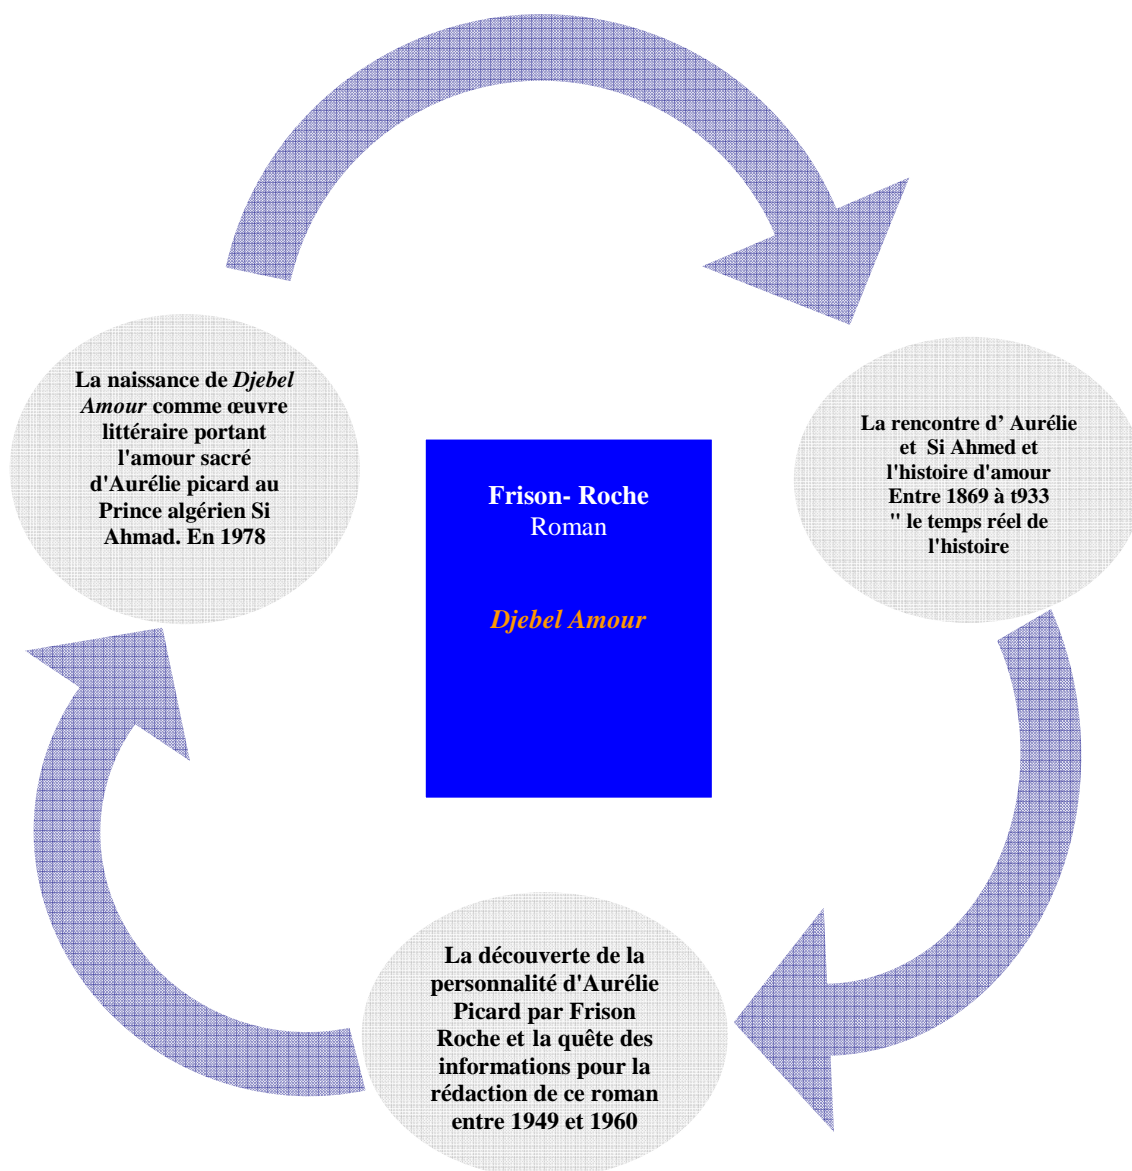 La naissance de Djebel
Amour comme œuvre
littéraire portant
l'amour sacré
d'Aurélie picard au
Prince algérien Si
Ahmad. En 1978
Frison- Roche
Roman
Djebel Amour
La rencontre d’ Aurélie
et Si Ahmed et
l'histoire d'amour
Entre 1869 à t933
" le temps réel de
l'histoire
La découverte de la
personnalité d'Aurélie
Picard par Frison
Roche et la quête des
informations pour la
rédaction de ce roman
entre 1949 et 1960